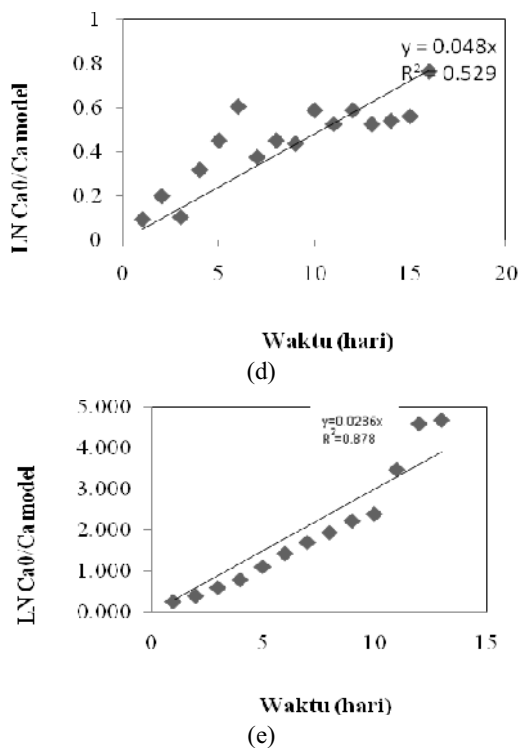 1
0.8
0.6
0.4
0.2
0
y = 0.048x
R² = 0.529
LN Ca0/Ca model
0 5 10 15 20
Waktu (hari)
(d)
5.000
4.000
3.000
2.000
1.000
0.000
y=0.0286x
R²=0.878
LN Ca0/Ca model
0 5 10 15
Waktu (hari)
(e)